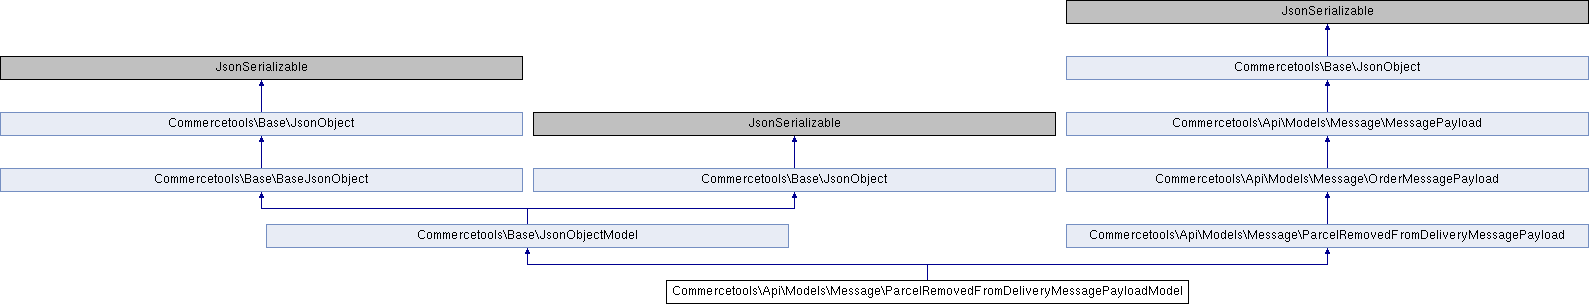 JsonSerializable
JsonSerializable
Commercetools\Base\JsonObject
Commercetools\Base\JsonObject
JsonSerializable
Commercetools\Api\Models\Message\MessagePayload
Commercetools\Base\BaseJsonObject
Commercetools\Base\JsonObject
Commercetools\Api\Models\Message\OrderMessagePayload
Commercetools\Base\JsonObjectModel
Commercetools\Api\Models\Message\ParcelRemovedFromDeliveryMessagePayload
Commercetools\Api\Models\Message\ParcelRemovedFromDeliveryMessagePayloadModel